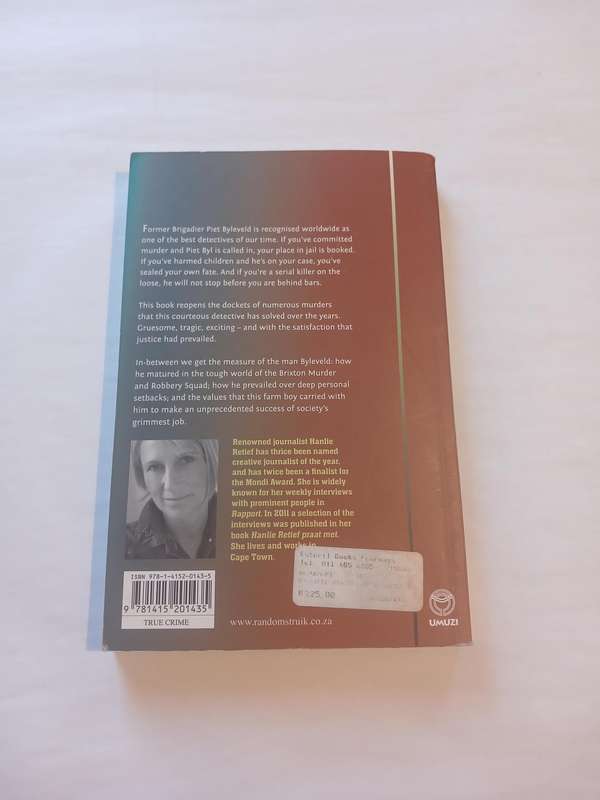 Former Brigadier Piet Byleveld is recognised worldwide as
one of the best detectives of our time. If you've committed
murder and Piet Byl is called in, your place in jail is booked.
If you've harmed children and he's on your case, you've
sealed your own fate. And if you're a serial killer on the
loose, he will not stop before you are behind bars.
This book reopens the dockets of numerous murders
that this courteous detective has solved over the years.
Gruesome, tragic, exciting – and with the satisfaction that
justice had prevailed.
In-between we get the measure of the man Byleveld: how
he matured in the tough world of the Brixton Murder
and Robbery Squad; how he prevailed over deep personal
setbacks; and the values that this farm boy carried with
him to make an unprecedented success of society's
grimmest job.
Renowned journalist Hanlie
Retief has thrice been named
creative journalist of the year,
and has twice been a finalist for
the Mondi Award. She is widely
known for her weekly interviews
with prominent people in
Rapport. In 2011 a selection of the
interviews was published in her
book Hanlie Retief praat met.
She lives and works in
Cape Town.
ISBN 978-1-4152-0143-5
9 781415 201435
TRUE CRIME
www.randomstruik.co.za
Books Fourways
Tel. 011 465
R225.00
UMUZI